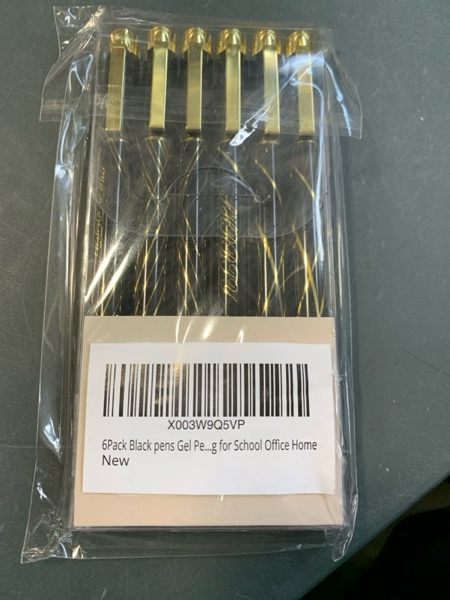 X003W9Q5VP
6Pack Black pens Gel Pe...g for School Office Home
New